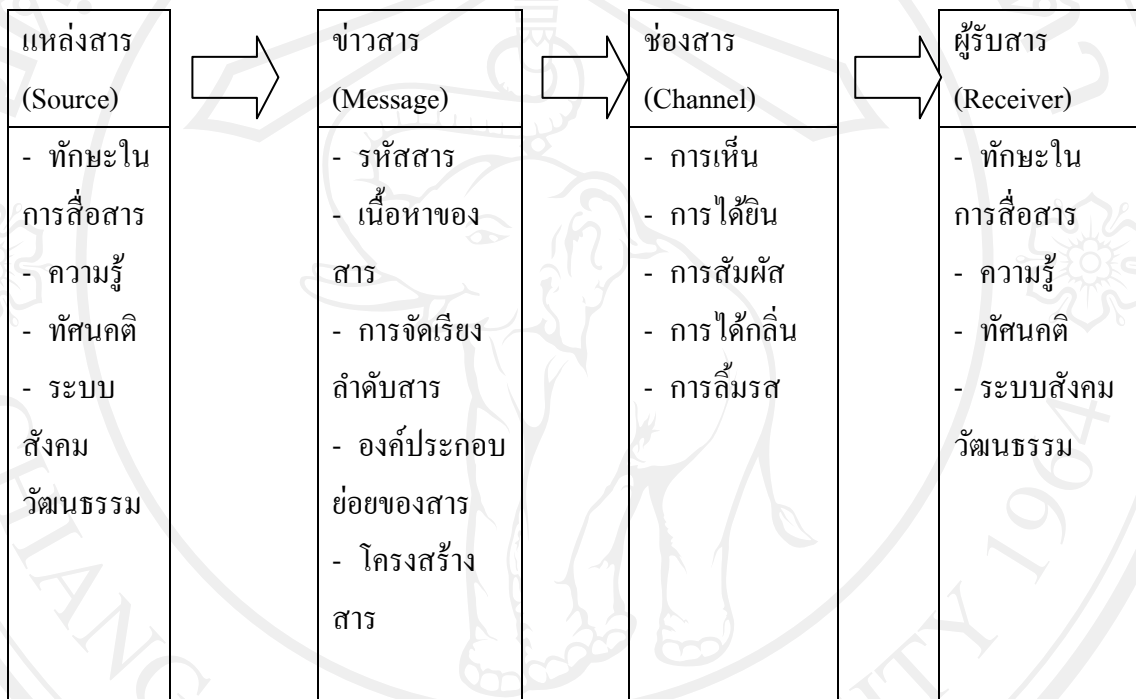 แหล่งสาร
(Source)
- ทักษะใน
การสื่อสาร
- ความรู้
- ทัศนคติ
- ระบบ
สังคม
วัฒนธรรม
ข่าวสาร
(Message)
- รหัสสาร
- เนื้อหาของ
สาร
- การจัดเรียง
ลำดับสาร
- องค์ประกอบ
ย่อยของสาร
- โครงสร้าง
สาร
ช่องสาร
(Channel)
- การเห็น
- การได้ยิน
- การสัมผัส
- การได้กลิ่น
- การลิ้มรส
ผู้รับสาร
(Receiver)
- ทักษะใน
การสื่อสาร
- ความรู้
- ทัศนคติ
- ระบบสังคม
วัฒนธรรม
1964